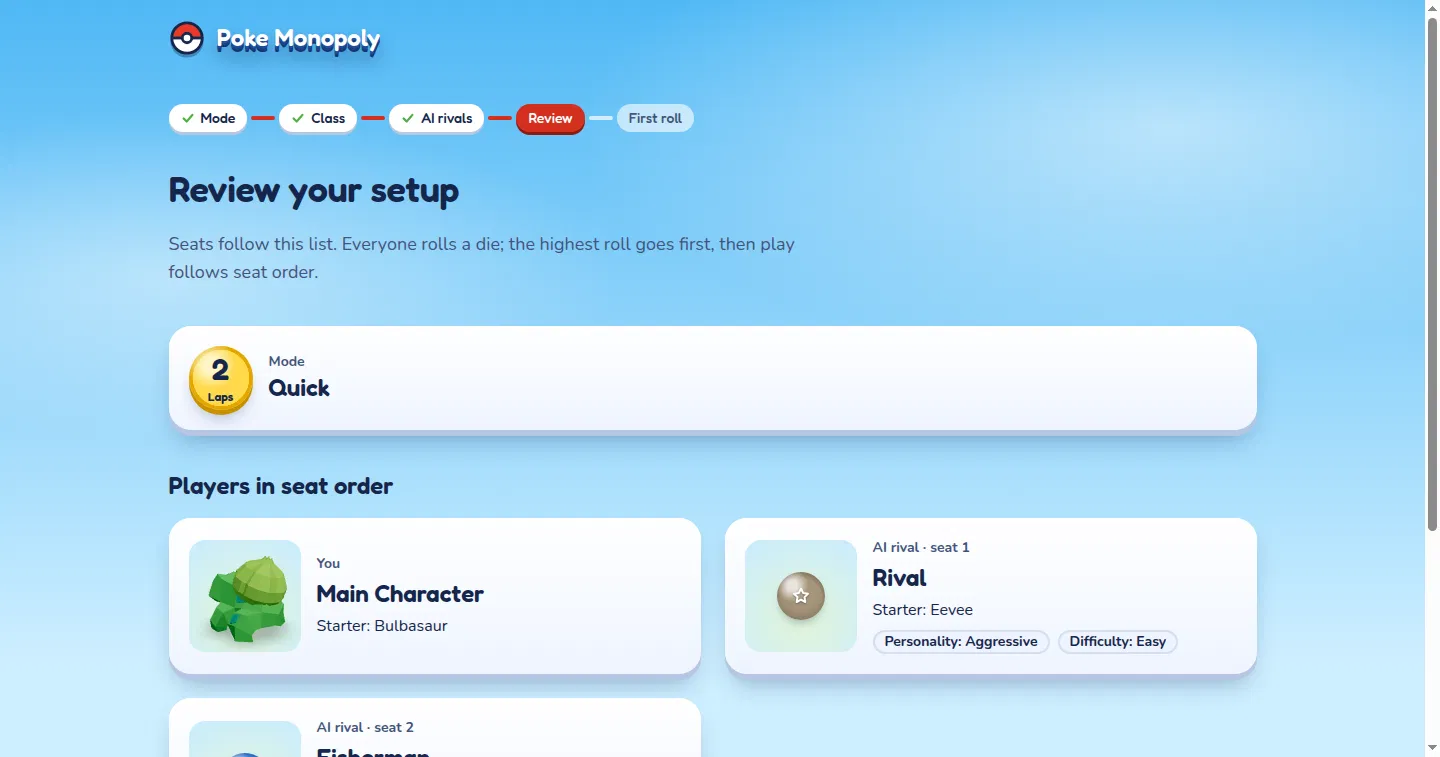 Poke Monopoly
Mode
Class
AI rivals
Review
First roll
Review your setup
Seats follow this list. Everyone rolls a die; the highest roll goes first, then play
follows seat order.
2
Laps
Mode
Quick
Players in seat order
You
Main Character
Starter: Bulbasaur
AI rival · seat 1
Rival
Starter: Eevee
Personality: Aggressive
Difficulty: Easy
AI rival · seat 2
Fisherman